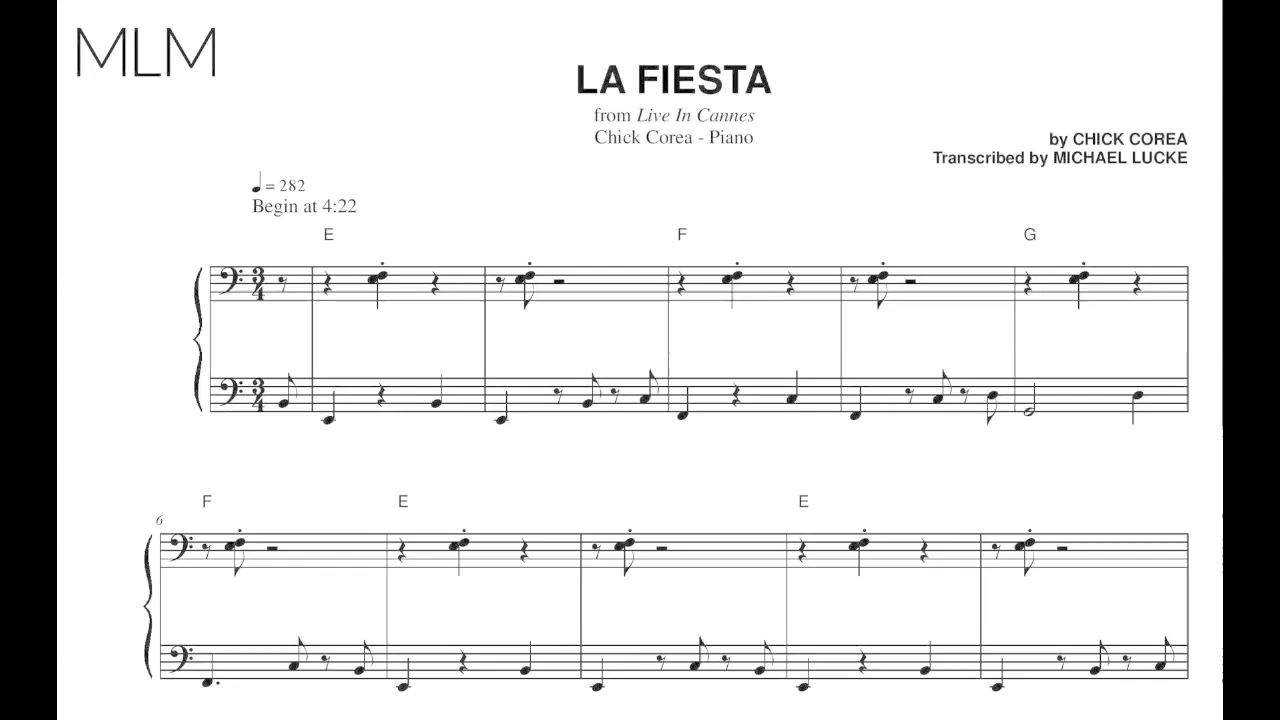 MLM
LA FIESTA
from Live In Cannes
Chick Corea - Piano
by CHICK COREA
Transcribed by MICHAEL LUCKE
♩ = 282
Begin at 4:22
E F G
3 4
3 4
6
F E E